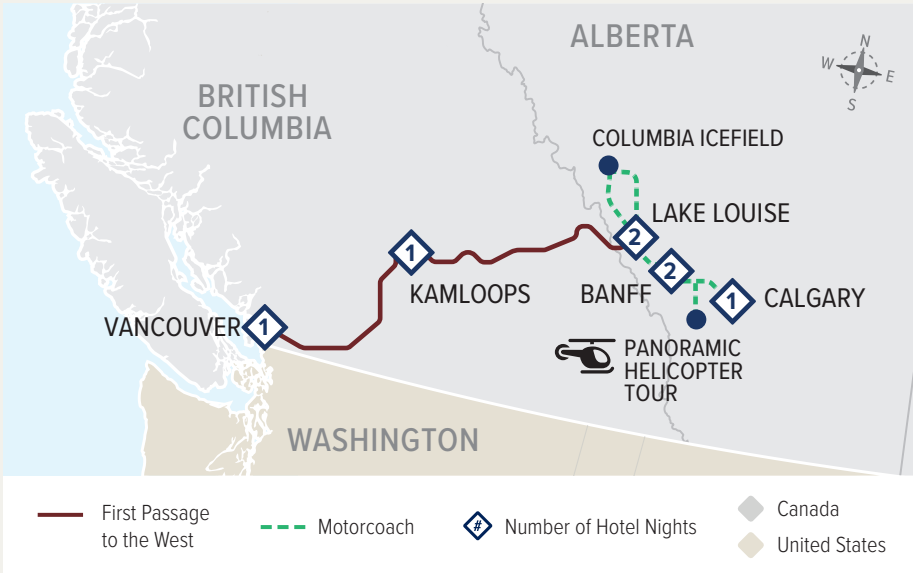 ALBERTA
N
W
E
S
BRITISH
COLUMBIA
COLUMBIA ICEFIELD
LAKE LOUISE
2
1
2
KAMLOOPS
BANFF
1
CALGARY
VANCOUVER
1
PANORAMIC
HELICOPTER
TOUR
WASHINGTON
First Passage
to the West
Motorcoach
#
Number of Hotel Nights
Canada
United States